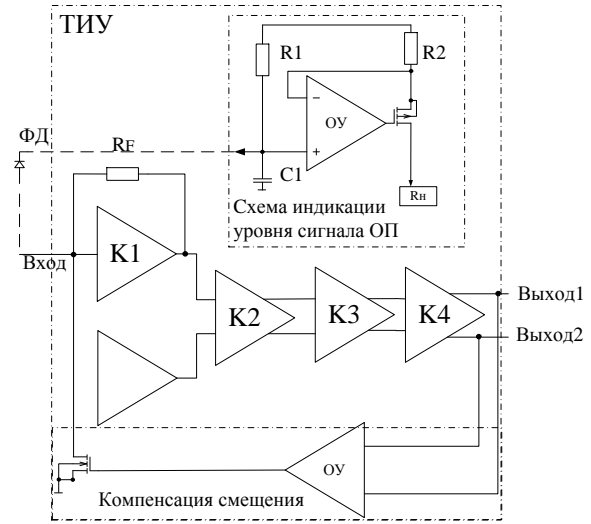 ТИУ
R1
R2
−
ОУ
+
C1
Rн
Схема индикации
уровня сигнала ОП
ФД
RF
Вход
K1
K2
K3
K4
Выход1
Выход2
ОУ
Компенсация смещения